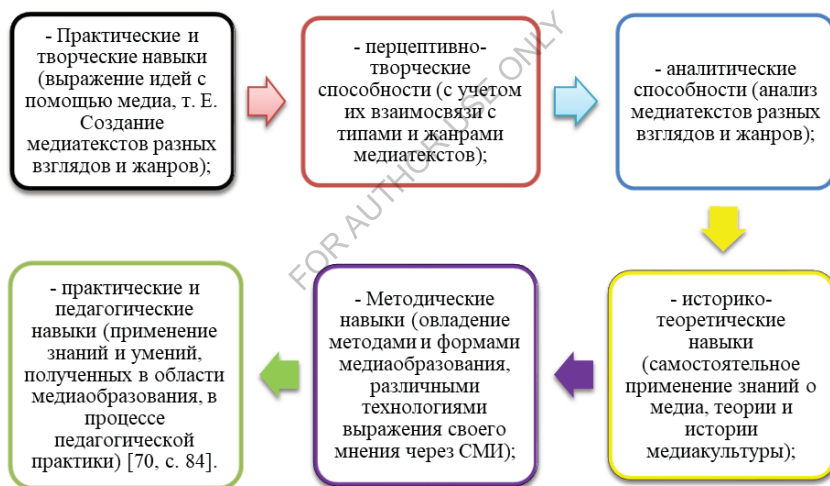 - Практические и
творческие навыки
(выражение идей с
помощью медиа, т. Е.
Создание
медиатекстов разных
взглядов и жанров);
- перцептивно-
творческие
способности (с учетом
их взаимосвязи с
типами и жанрами
медиатекстов);
- аналитические
способности (анализ
медиатекстов разных
взглядов и жанров);
- историко-
теоретические
навыки
(самостоятельное
применение знаний о
медиа, теории и
истории
медиакультуры);
- Методические
навыки (овладение
методами и формами
медиаобразования,
различными
технологиями
выражения своего
мнения через СМИ);
- практические и
педагогические
навыки (применение
знаний и умений,
полученных в области
медиаобразования, в
процессе
педагогической
практики) [70, с. 84].
FOR AUTHOR USE ONLY